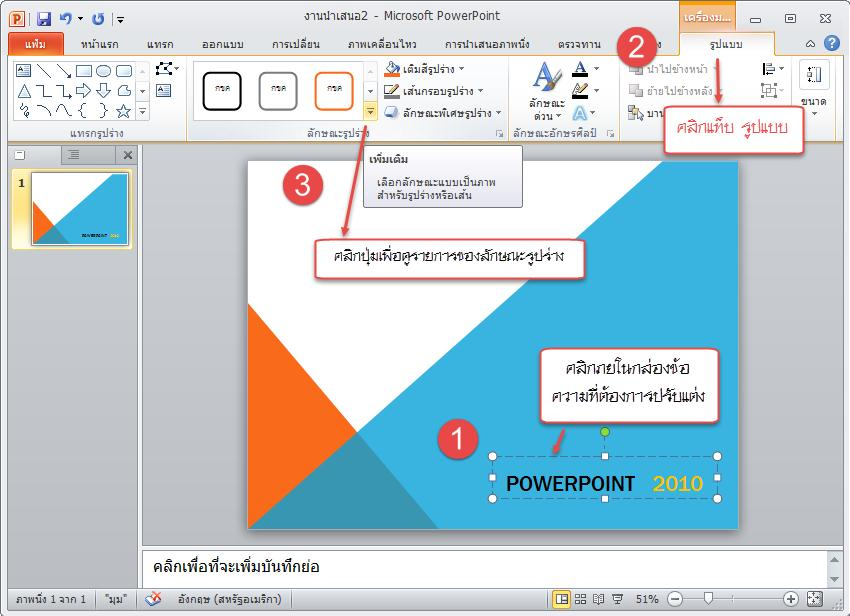 งานนำเสนอ2 - Microsoft PowerPoint
เครื่องม...
แฟ้ม หน้าแรก แทรก ออกแบบ การเปลี่ยน ภาพเคลื่อนไหว การนำเสนอภาพนิ่ง ตรวจทาน รูปแบบ
2
กขค กขค กขค
เติมสีรูปร่าง
เส้นกรอบรูปร่าง
ลักษณะพิเศษรูปร่าง
ลักษณะ
ด่วน
นำไปข้างหน้า
ย้ายไปข้างหลัง
ขนาด
แทรกรูปร่าง ลักษณะรูปร่าง ลักษณะอักษรศิลป์
คลิกแท็บ รูปแบบ
เพิ่มเติม
เลือกลักษณะแบบเป็นภาพ
สำหรับรูปร่างหรือเส้น
3
1
คลิกปุ่มเพื่อดูรายการของลักษณะรูปร่าง
POWERPOINT 2010
คลิกภายในกล่องข้อ
ความที่ต้องการปรับแต่ง
1
POWERPOINT 2010
คลิกเพื่อที่จะเพิ่มบันทึกย่อ
ภาพนิ่ง 1 จาก 1 "มุม" อังกฤษ (สหรัฐอเมริกา) 51%